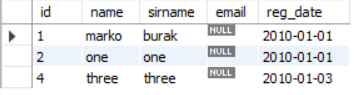 id name sirname email reg_date
1 marko burak NULL 2010-01-01
2 one one NULL 2010-01-01
4 three three NULL 2010-01-03